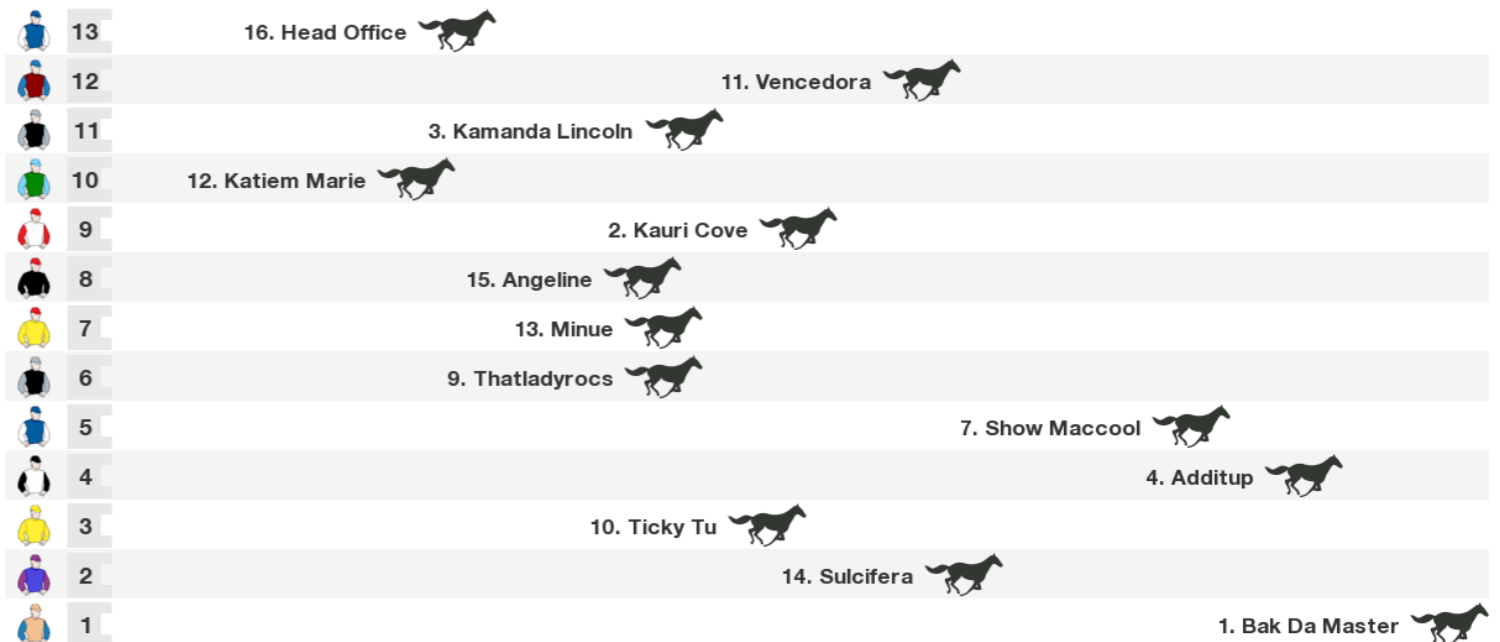 13 16. Head Office
12 11. Vencedora
11 3. Kamanda Lincoln
10 12. Katiem Marie
9 2. Kauri Cove
8 15. Angeline
7 13. Minue
6 9. Thatladyrocs
5 7. Show Maccool
4 4. Additup
3 10. Ticky Tu
2 14. Sulcifera
1 1. Bak Da Master